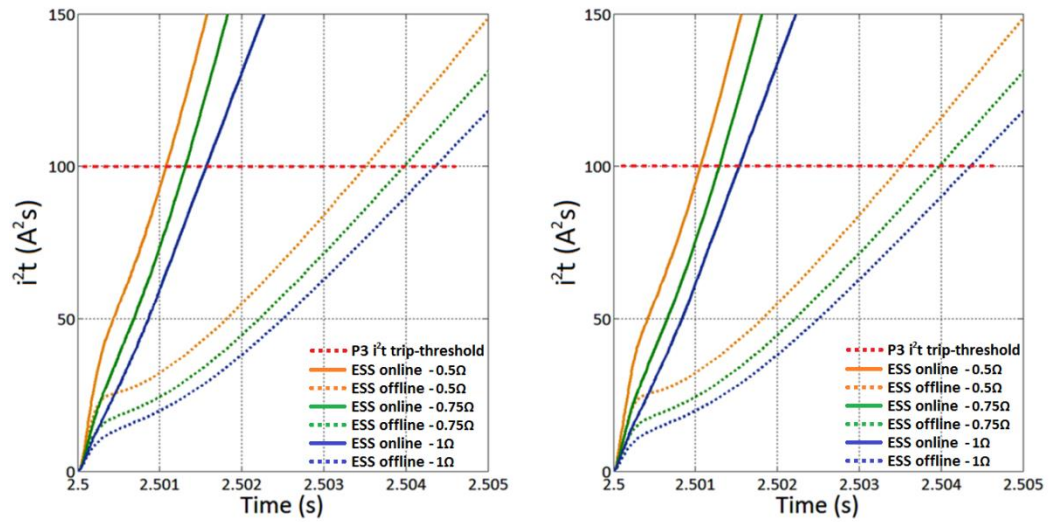 150
100
50
0
i²t (A²s)
P3 i²t trip-threshold
ESS online - 0.5Ω
ESS offline - 0.5Ω
ESS online - 0.75Ω
ESS offline - 0.75Ω
ESS online - 1Ω
ESS offline - 1Ω
2.5 2.501 2.502 2.503 2.504 2.505
Time (s)
150
100
50
0
i²t (A²s)
P3 i²t trip-threshold
ESS online - 0.5Ω
ESS offline - 0.5Ω
ESS online - 0.75Ω
ESS offline - 0.75Ω
ESS online - 1Ω
ESS offline - 1Ω
2.5 2.501 2.502 2.503 2.504 2.505
Time (s)